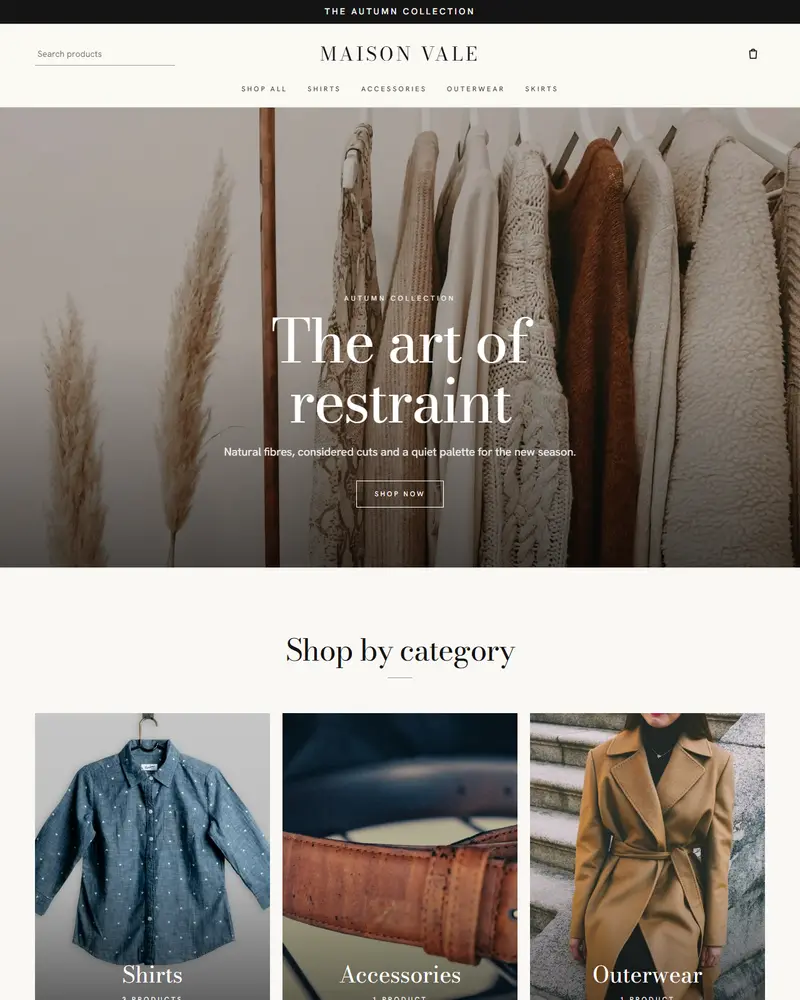 THE AUTUMN COLLECTION
Search products
MAISON VALE
SHOP ALL SHIRTS ACCESSORIES OUTERWEAR SKIRTS
AUTUMN COLLECTION
The art of
restraint
Natural fibres, considered cuts and a quiet palette for the new season.
SHOP NOW
Shop by category
Shirts
Accessories
Outerwear
3 PRODUCTS
1 PRODUCT
1 PRODUCT